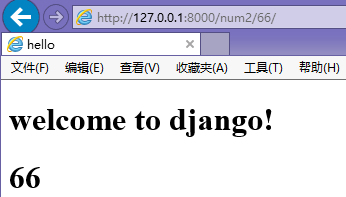 http://127.0.0.1:8000/num2/66/
hello
文件(F) 编辑(E) 查看(V) 收藏夹(A) 工具(T) 帮助(H)
welcome to django!
66